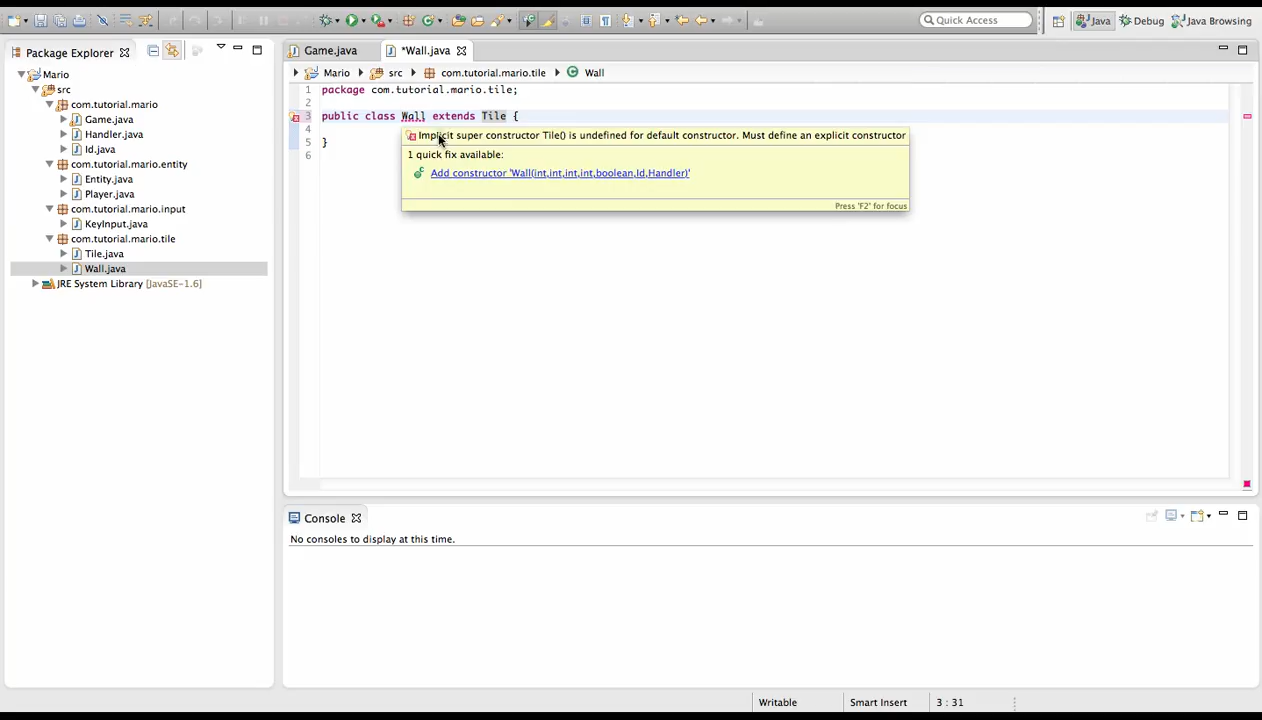 Quick Access
Java
Debug
Java Browsing
Package Explorer
Mario
src
com.tutorial.mario
Game.java
Handler.java
Id.java
com.tutorial.mario.entity
Entity.java
Player.java
com.tutorial.mario.input
KeyInput.java
com.tutorial.mario.tile
Tile.java
Wall.java
JRE System Library [JavaSE-1.6]
Game.java
*Wall.java
Mario
src
com.tutorial.mario.tile
Wall
1 package com.tutorial.mario.tile;
2
3 public class Wall extends Tile {
4
5 }
6
Implicit super constructor Tile() is undefined for default constructor. Must define an explicit constructor
1 quick fix available:
Add constructor 'Wall(int,int,int,int,boolean,Id,Handler)'
Press 'F2' for focus
Console
No consoles to display at this time.
Writable
Smart Insert
3 : 31